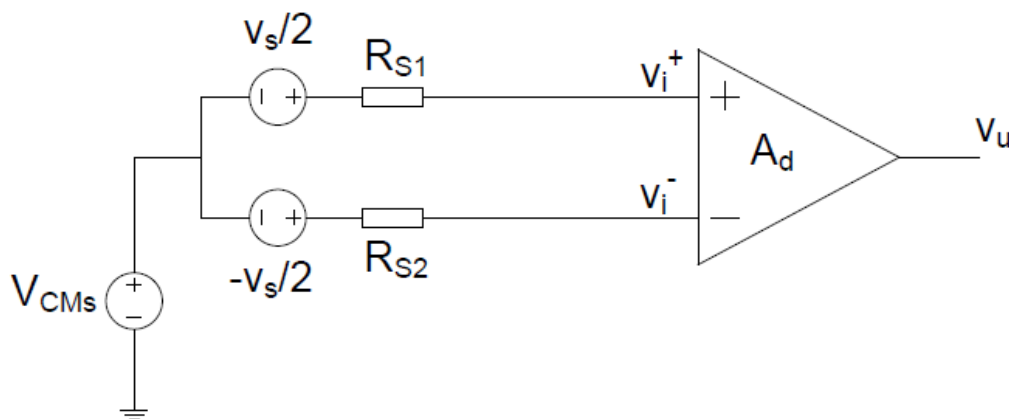 v_s/2
R_S1
v_i^+
+
A_d
v_u
v_i^-
−
-v_s/2
R_S2
V_CMs
+
−